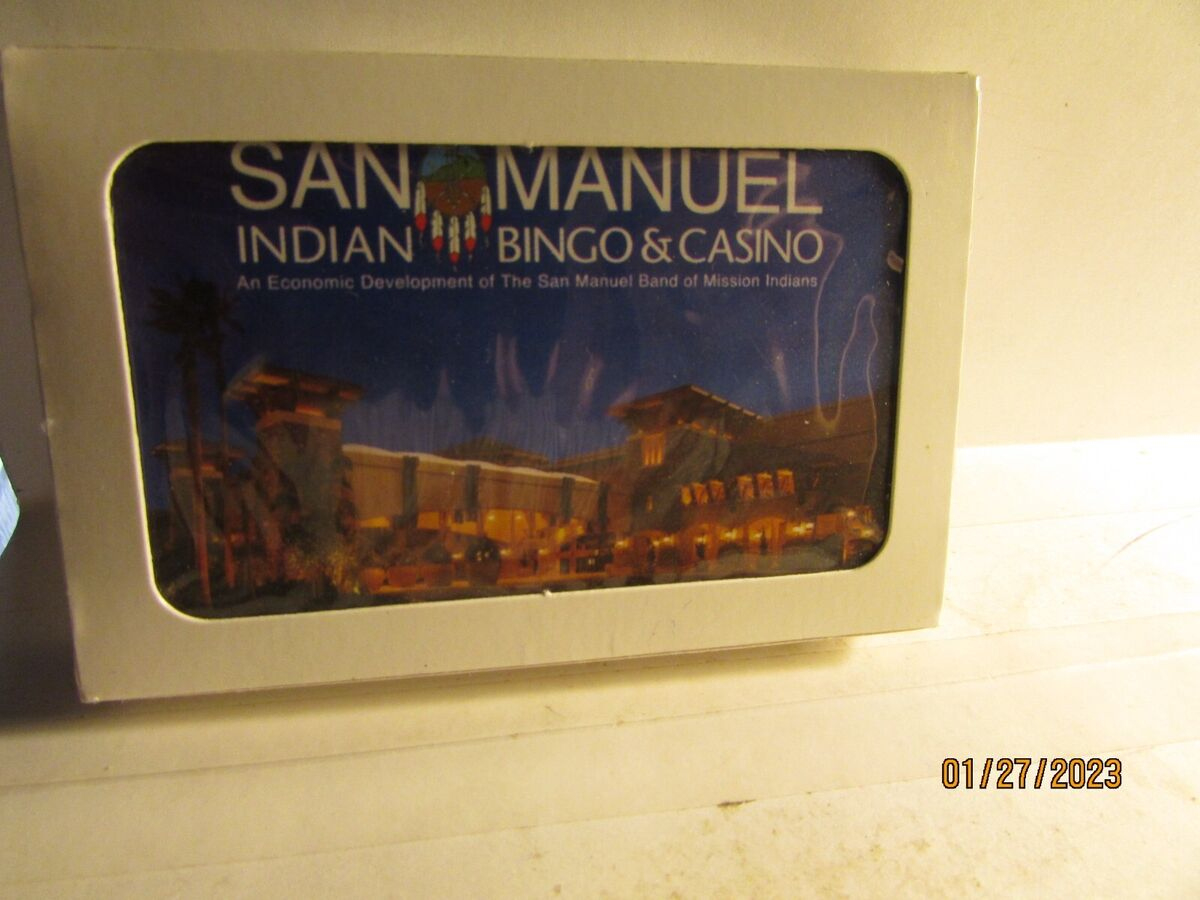 SAN MANUEL
INDIAN BINGO & CASINO
An Economic Development of The San Manuel Band of Mission Indians
01/27/2023